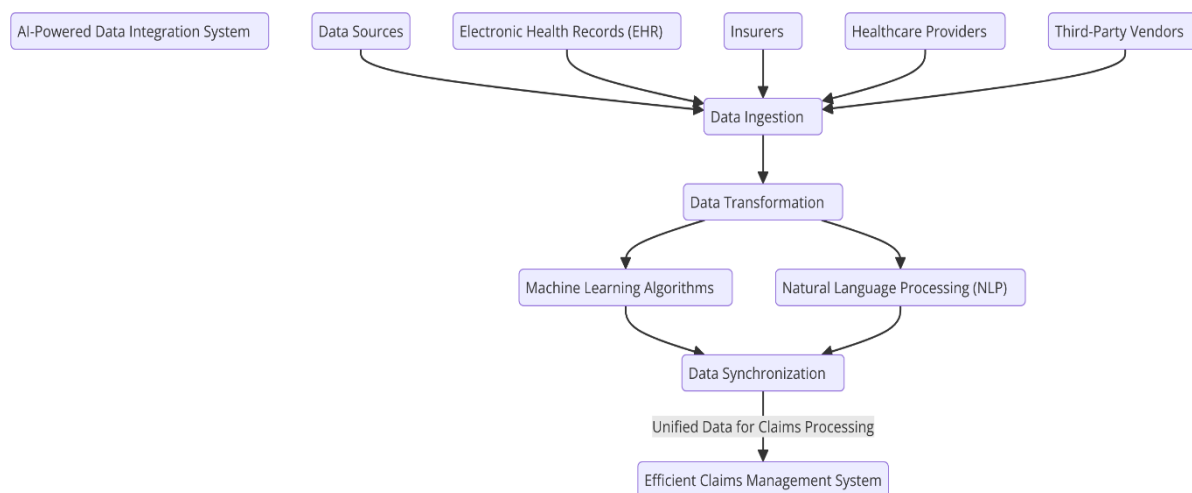 AI-Powered Data Integration System
Data Sources
Electronic Health Records (EHR)
Insurers
Healthcare Providers
Third-Party Vendors
Data Ingestion
Data Transformation
Machine Learning Algorithms
Natural Language Processing (NLP)
Data Synchronization
Unified Data for Claims Processing
Efficient Claims Management System